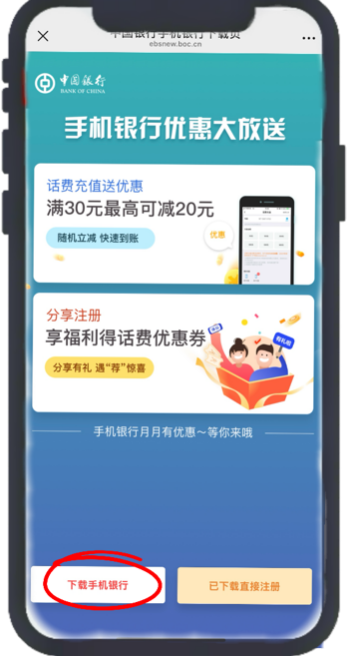 中国银行手机银行下载页
ebsnew.boc.cn
中国银行
BANK OF CHINA
手机银行优惠大放送
话费充值送优惠
满30元最高可减20元
随机立减 快速到账
优惠
分享注册
享福利得话费优惠券
分享有礼 遇“荐”惊喜
手机银行月月有优惠~等你来哦
下载手机银行
已下载直接注册